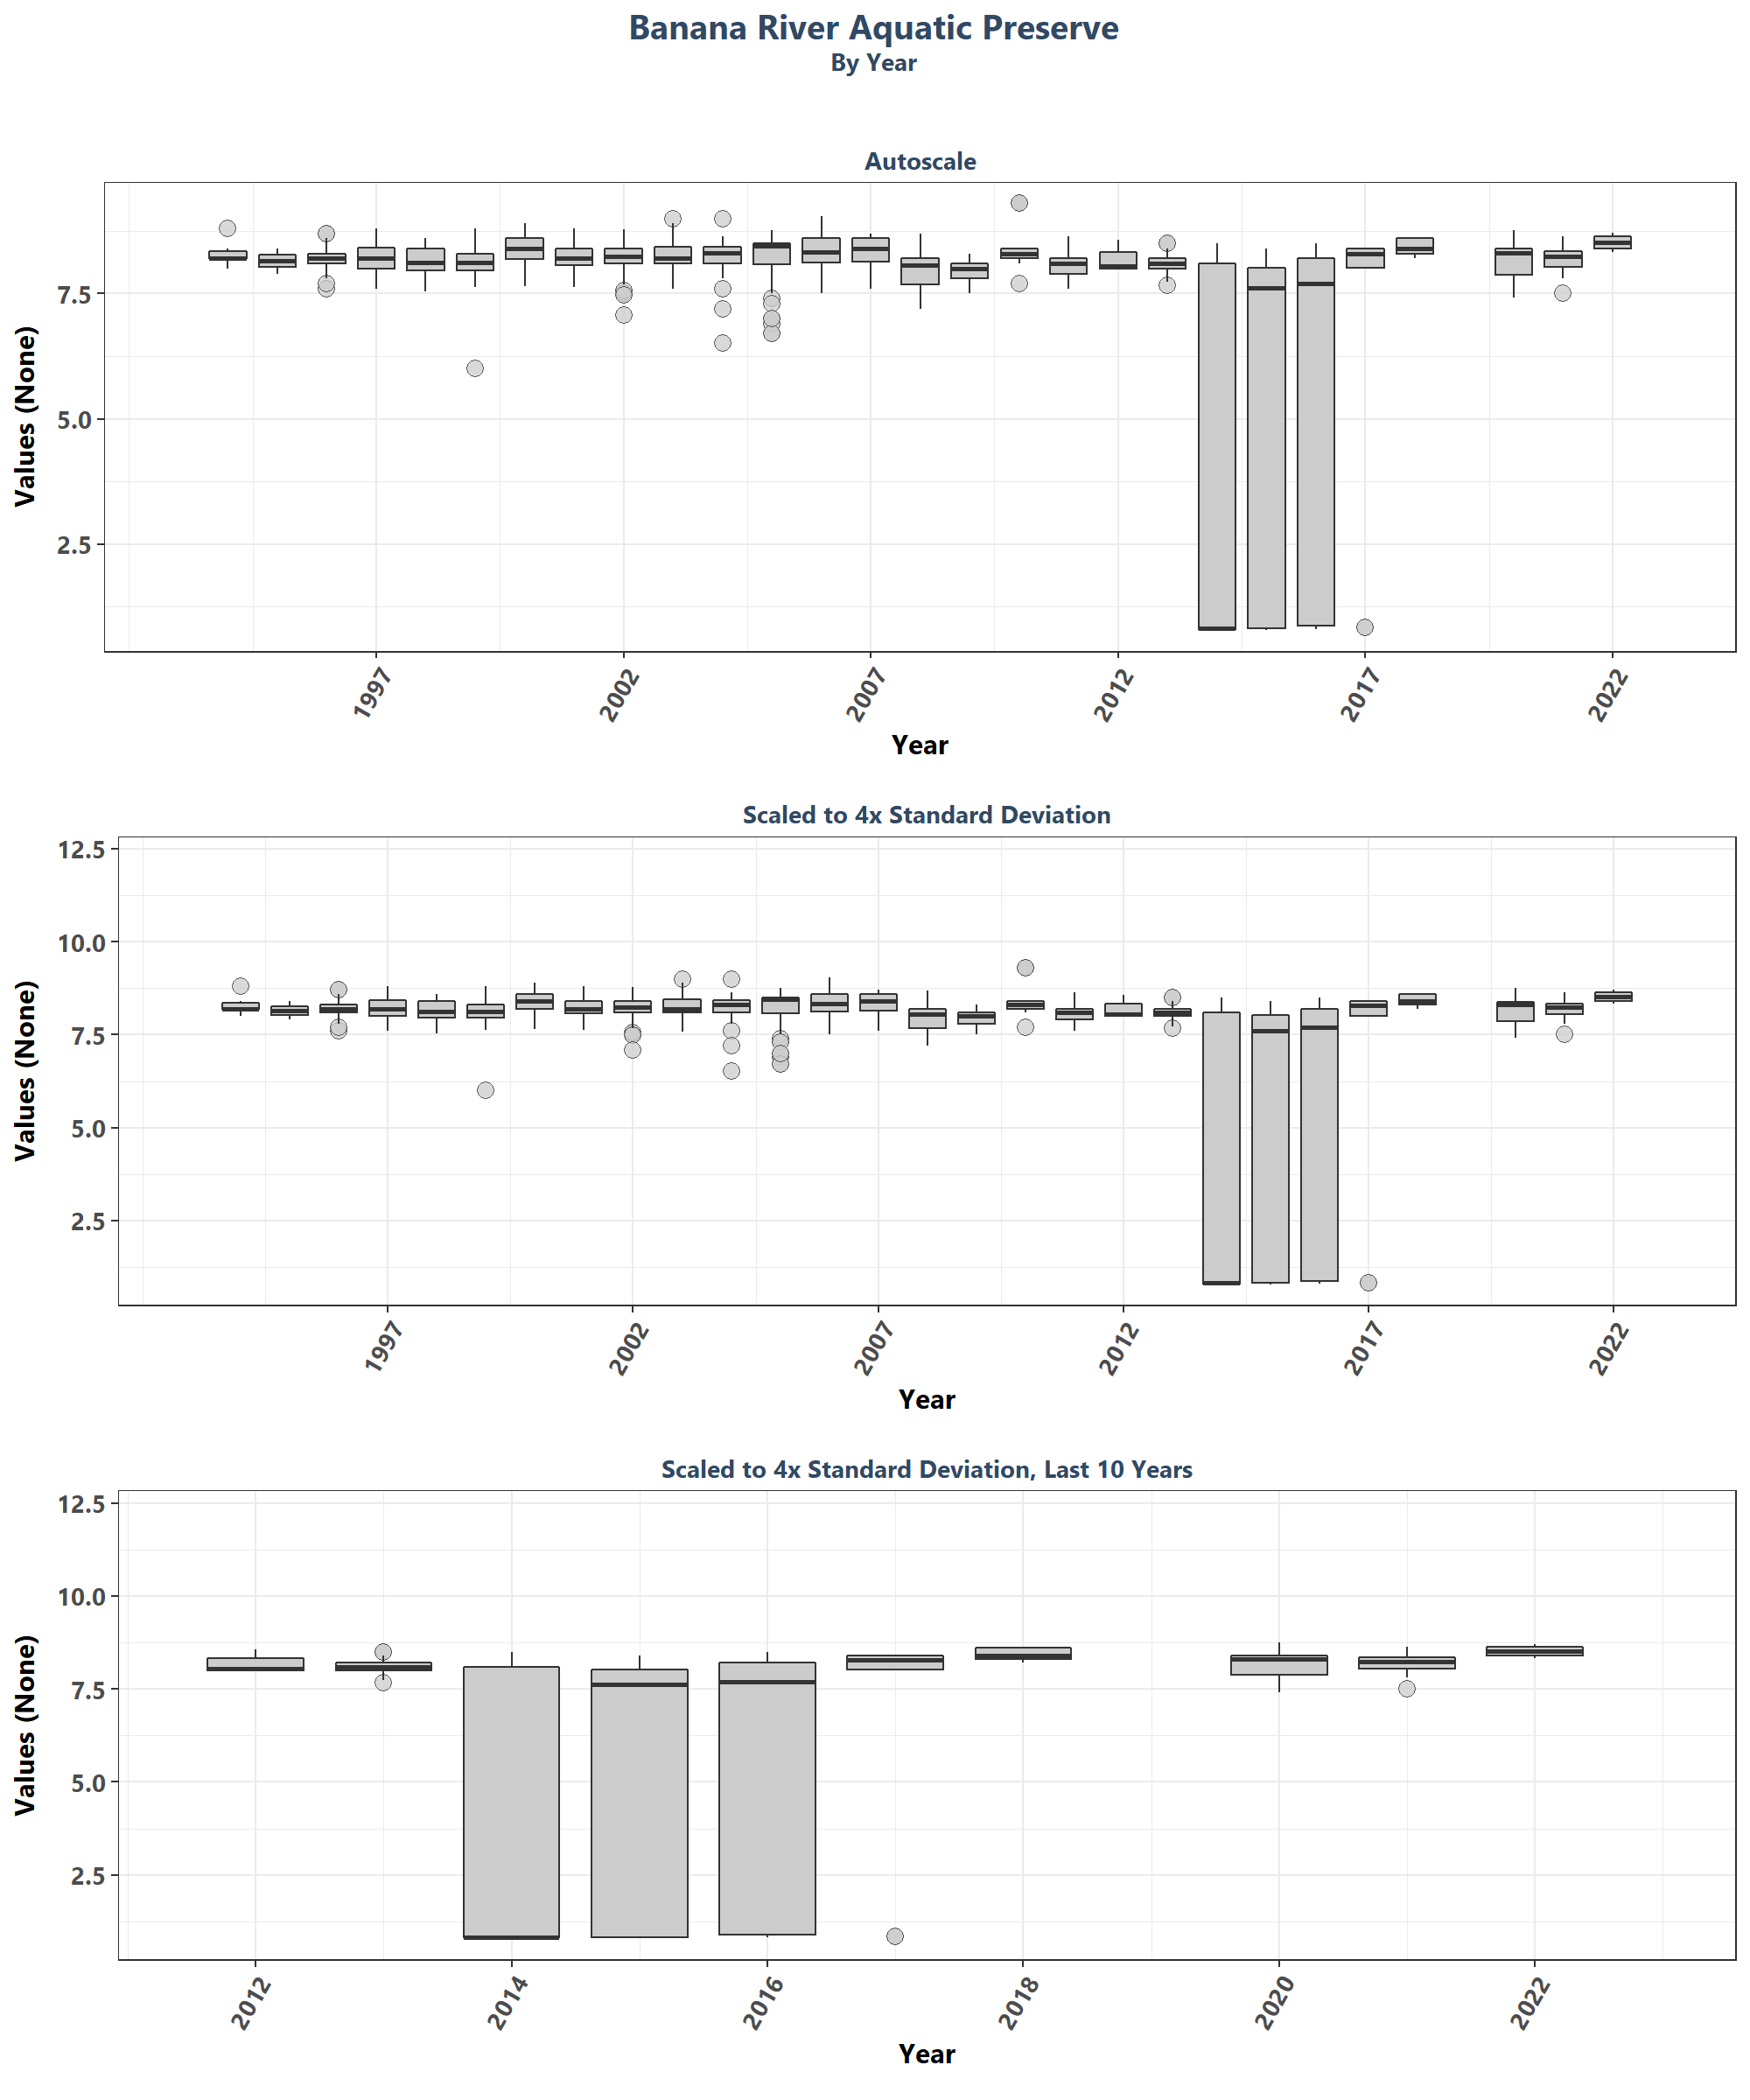 Banana River Aquatic Preserve
By Year
Autoscale
Values (None)
7.5
5.0
2.5
1997 2002 2007 2012 2017 2022
Year
Scaled to 4x Standard Deviation
Values (None)
12.5
10.0
7.5
5.0
2.5
1997 2002 2007 2012 2017 2022
Year
Scaled to 4x Standard Deviation, Last 10 Years
Values (None)
12.5
10.0
7.5
5.0
2.5
2012 2014 2016 2018 2020 2022
Year